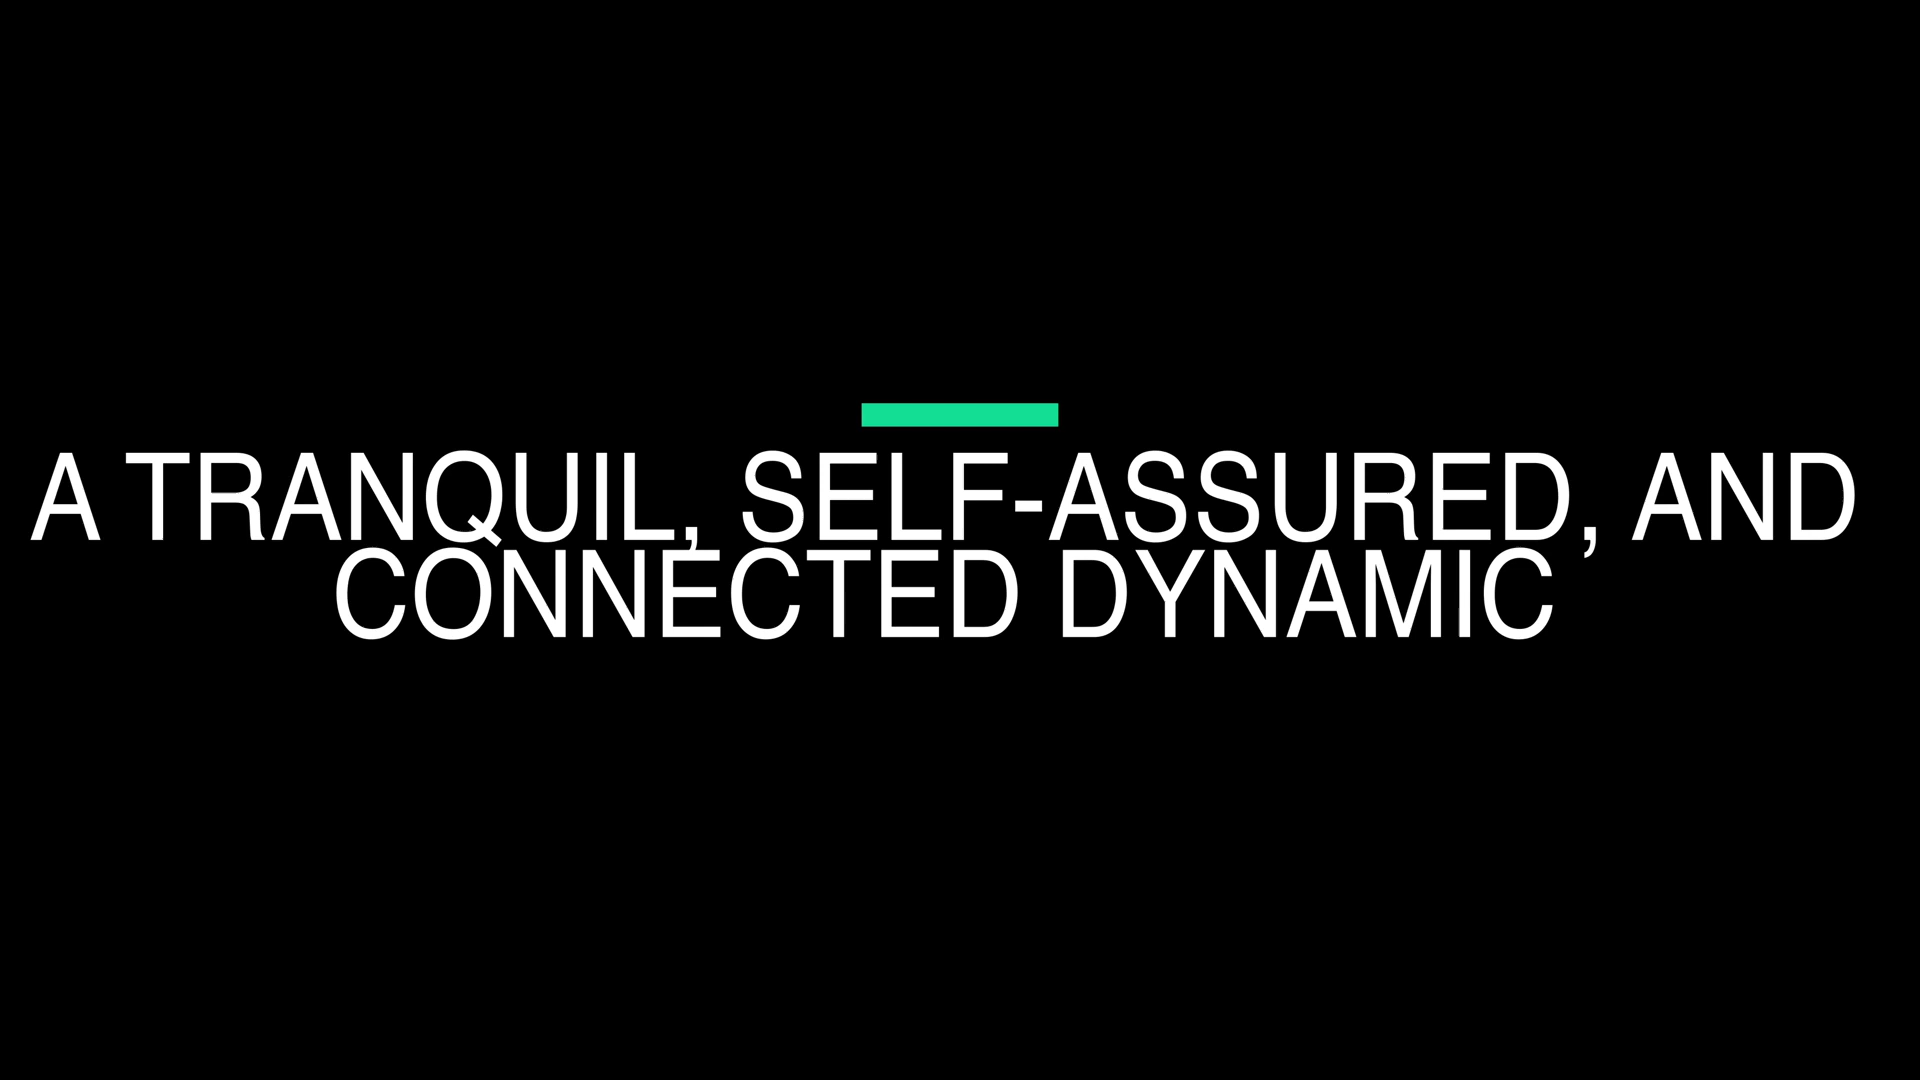 A TRANQUIL, SELF-ASSURED, AND
CONNECTED DYNAMIC